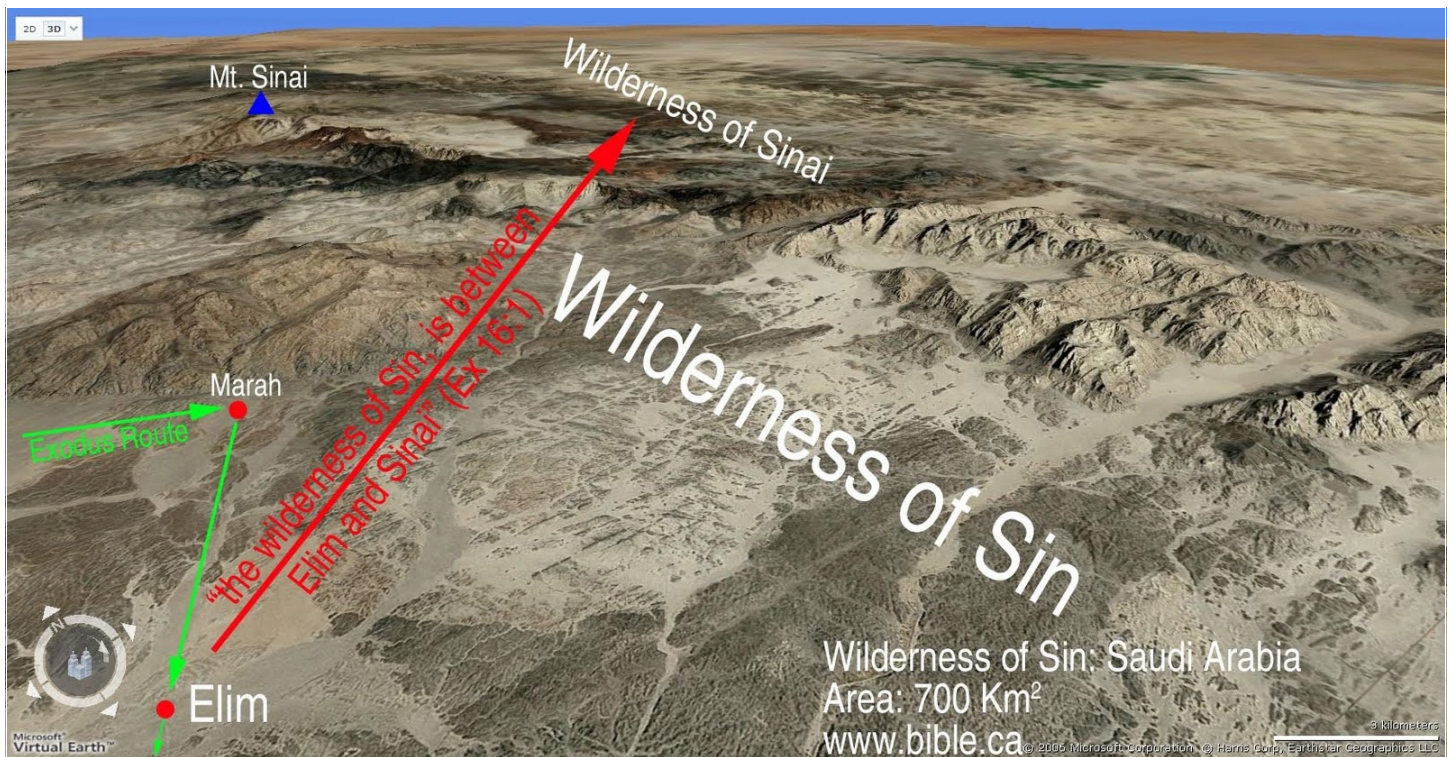 2D 3D
Mt. Sinai
Wilderness of Sinai
"the wilderness of Sin, is between
Elim and Sinai" (Ex 16:1)
Wilderness of Sin
Marah
Exodus Route
N
Elim
Wilderness of Sin: Saudi Arabia
Area: 700 Km²
www.bible.ca
3 kilometers
Microsoft®
Virtual Earth™
© 2006 Microsoft Corporation © Harris Corp, Earthstar Geographics LLC